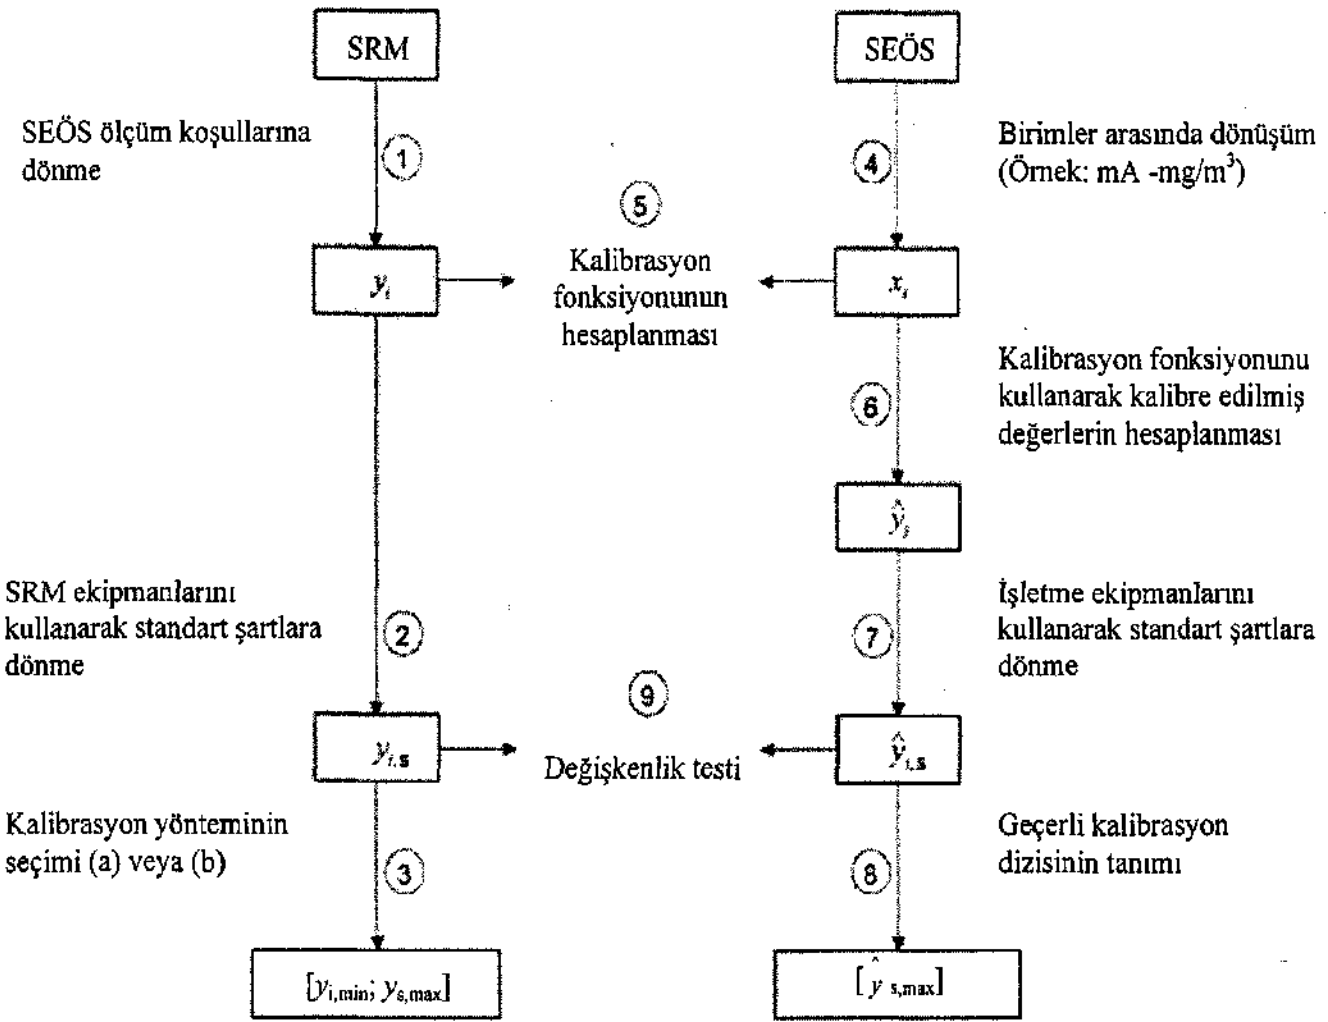 SRM
SEÖS
SEÖS ölçüm koşullarına
dönme
1
4
Birimler arasında dönüşüm
(Örnek: mA -mg/m³)
5
Kalibrasyon
fonksiyonunun
hesaplanması
yᵢ
xᵢ
6
Kalibrasyon fonksiyonunu
kullanarak kalibre edilmiş
değerlerin hesaplanması
ŷᵢ
SRM ekipmanlarını
kullanarak standart şartlara
dönme
2
7
İşletme ekipmanlarını
kullanarak standart şartlara
dönme
9
Değişkenlik testi
yi,s
ŷi,s
Kalibrasyon yönteminin
seçimi (a) veya (b)
3
8
Geçerli kalibrasyon
dizisinin tanımı
[yi,min; ys,max]
[ŷ s,max]